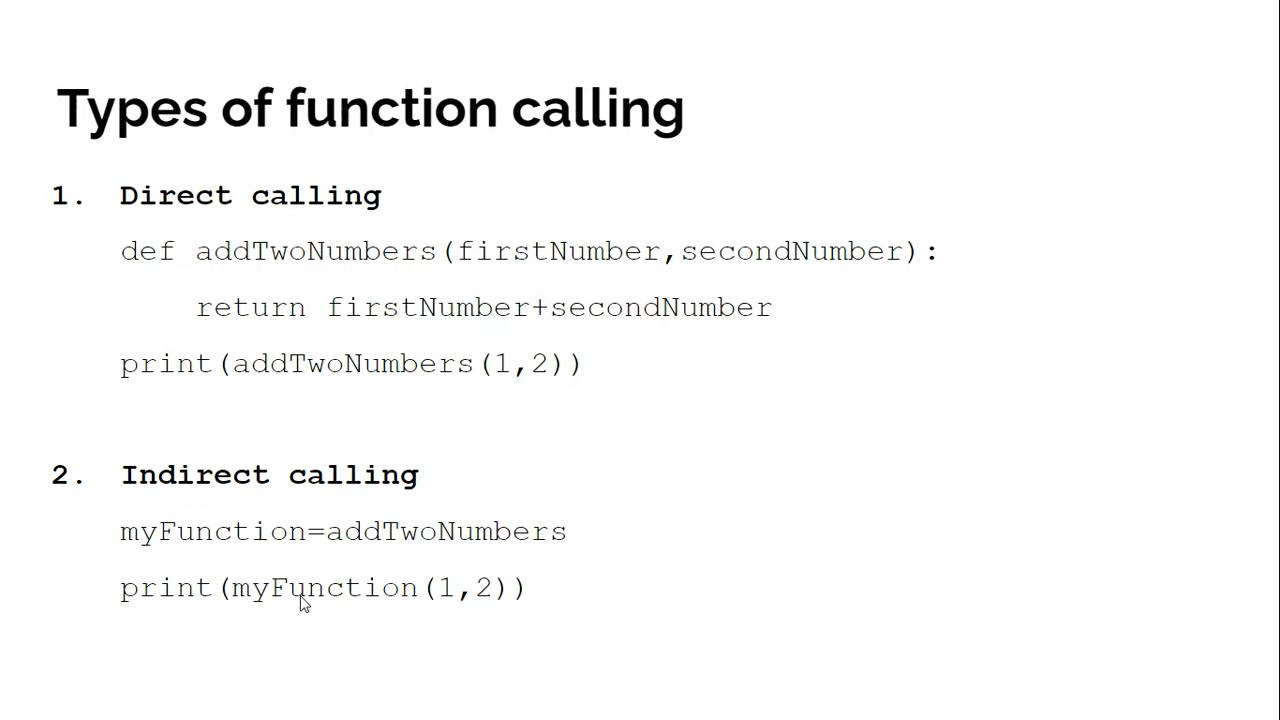 Types of function calling
1. Direct calling
def addTwoNumbers(firstNumber,secondNumber):
return firstNumber+secondNumber
print(addTwoNumbers(1,2))
2. Indirect calling
myFunction=addTwoNumbers
print(myFunction(1,2))